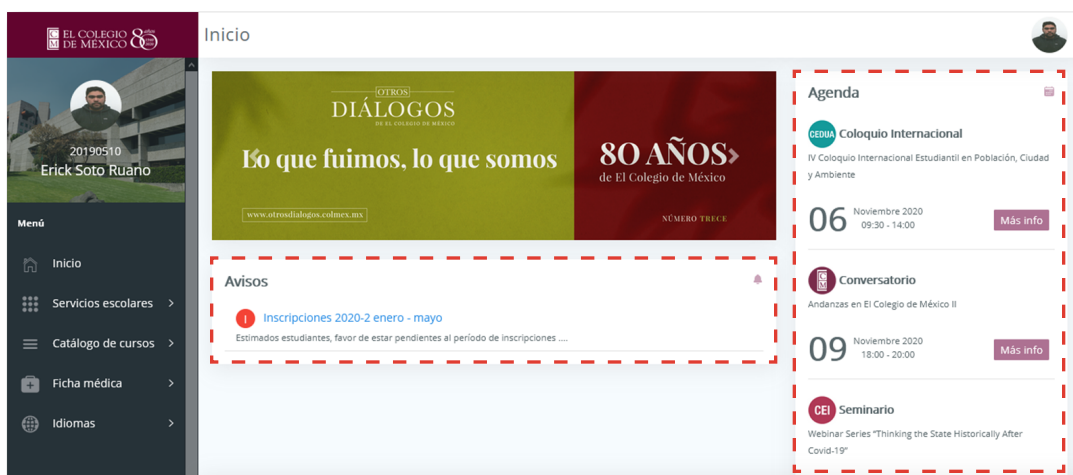 EL COLEGIO
DE MÉXICO
Inicio
20190510
Erick Soto Ruano
Menú
Inicio
Servicios escolares
Catálogo de cursos
Ficha médica
Idiomas
OTROS
DIÁLOGOS
DE EL COLEGIO DE MÉXICO
Lo que fuimos, lo que somos
www.otrosdialogos.colmex.mx
80 AÑOS
de El Colegio de México
NÚMERO TRECE
Avisos
I
Inscripciones 2020-2 enero - mayo
Estimados estudiantes, favor de estar pendientes al período de inscripciones ....
Agenda
CEDUA Coloquio Internacional
IV Coloquio Internacional Estudiantil en Población, Ciudad
y Ambiente
06
Noviembre 2020
09:30 - 14:00
Más info
Conversatorio
Andanzas en El Colegio de México II
09
Noviembre 2020
18:00 - 20:00
Más info
CEI Seminario
Webinar Series "Thinking the State Historically After
Covid-19"